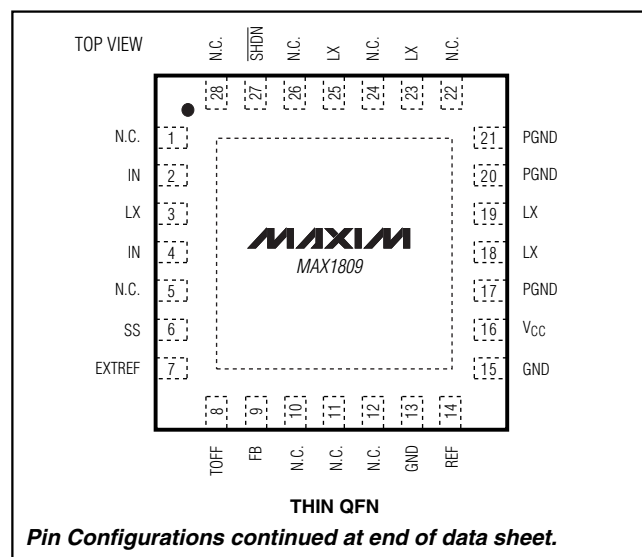 TOP VIEW
N.C.
SHDN
N.C.
LX
N.C.
LX
N.C.
28
27
26
25
24
23
22
N.C. 1
IN 2
LX 3
IN 4
N.C. 5
SS 6
EXTREF 7
MAXIM
MAX1809
21 PGND
20 PGND
19 LX
18 LX
17 PGND
16 VCC
15 GND
8
9
10
11
12
13
14
TOFF
FB
N.C.
N.C.
N.C.
GND
REF
THIN QFN
Pin Configurations continued at end of data sheet.